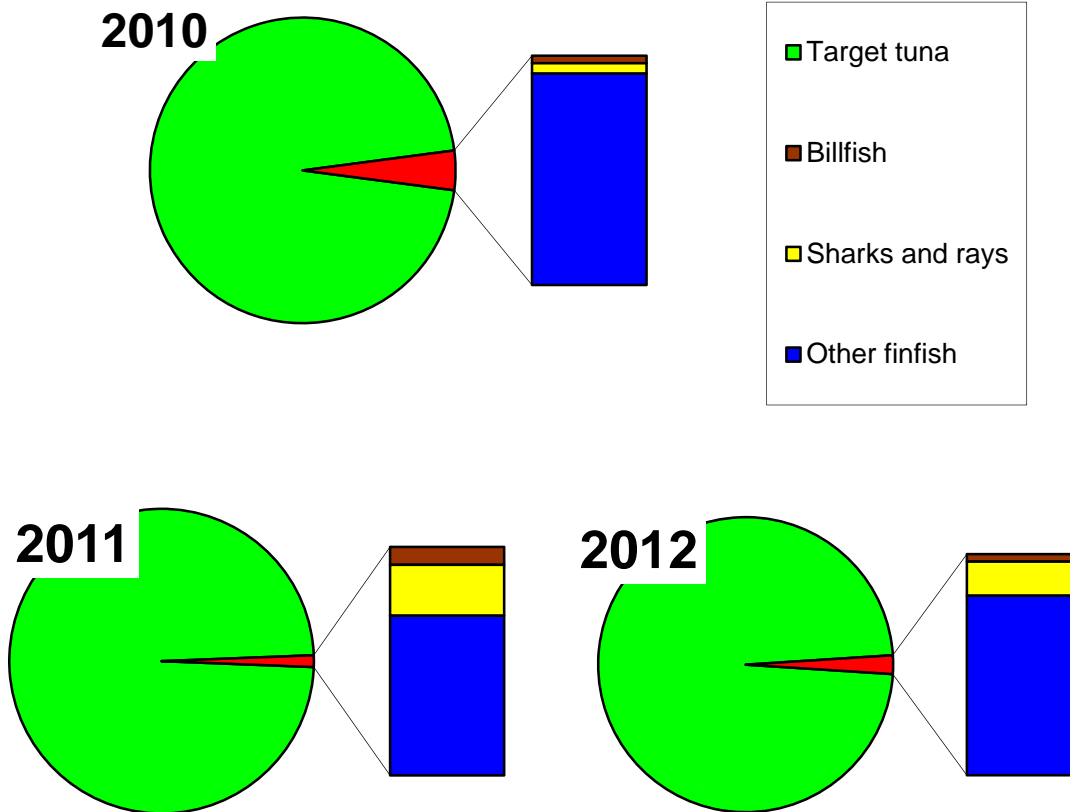 2010
Target tuna
Billfish
Sharks and rays
Other finfish
2011
2012